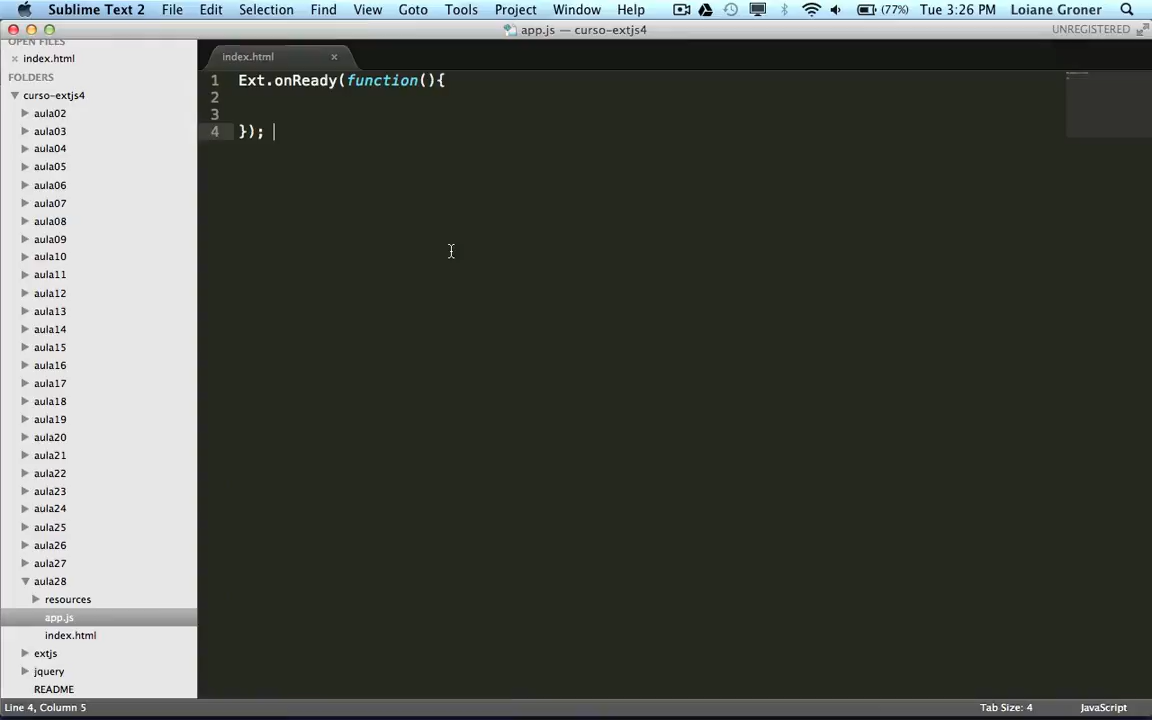 Sublime Text 2 File Edit Selection Find View Goto Tools Project Window Help (77%) Tue 3:26 PM Loiane Groner
app.js — curso-extjs4 UNREGISTERED
OPEN FILES
index.html
× index.html
FOLDERS
curso-extjs4
aula02
aula03
aula04
aula05
aula06
aula07
aula08
aula09
aula10
aula11
aula12
aula13
aula14
aula15
aula16
aula17
aula18
aula19
aula20
aula21
aula22
aula23
aula24
aula25
aula26
aula27
aula28
resources
app.js
index.html
extjs
jquery
README
1 Ext.onReady(function(){
2
3
4 });
Line 4, Column 5 Tab Size: 4 JavaScript